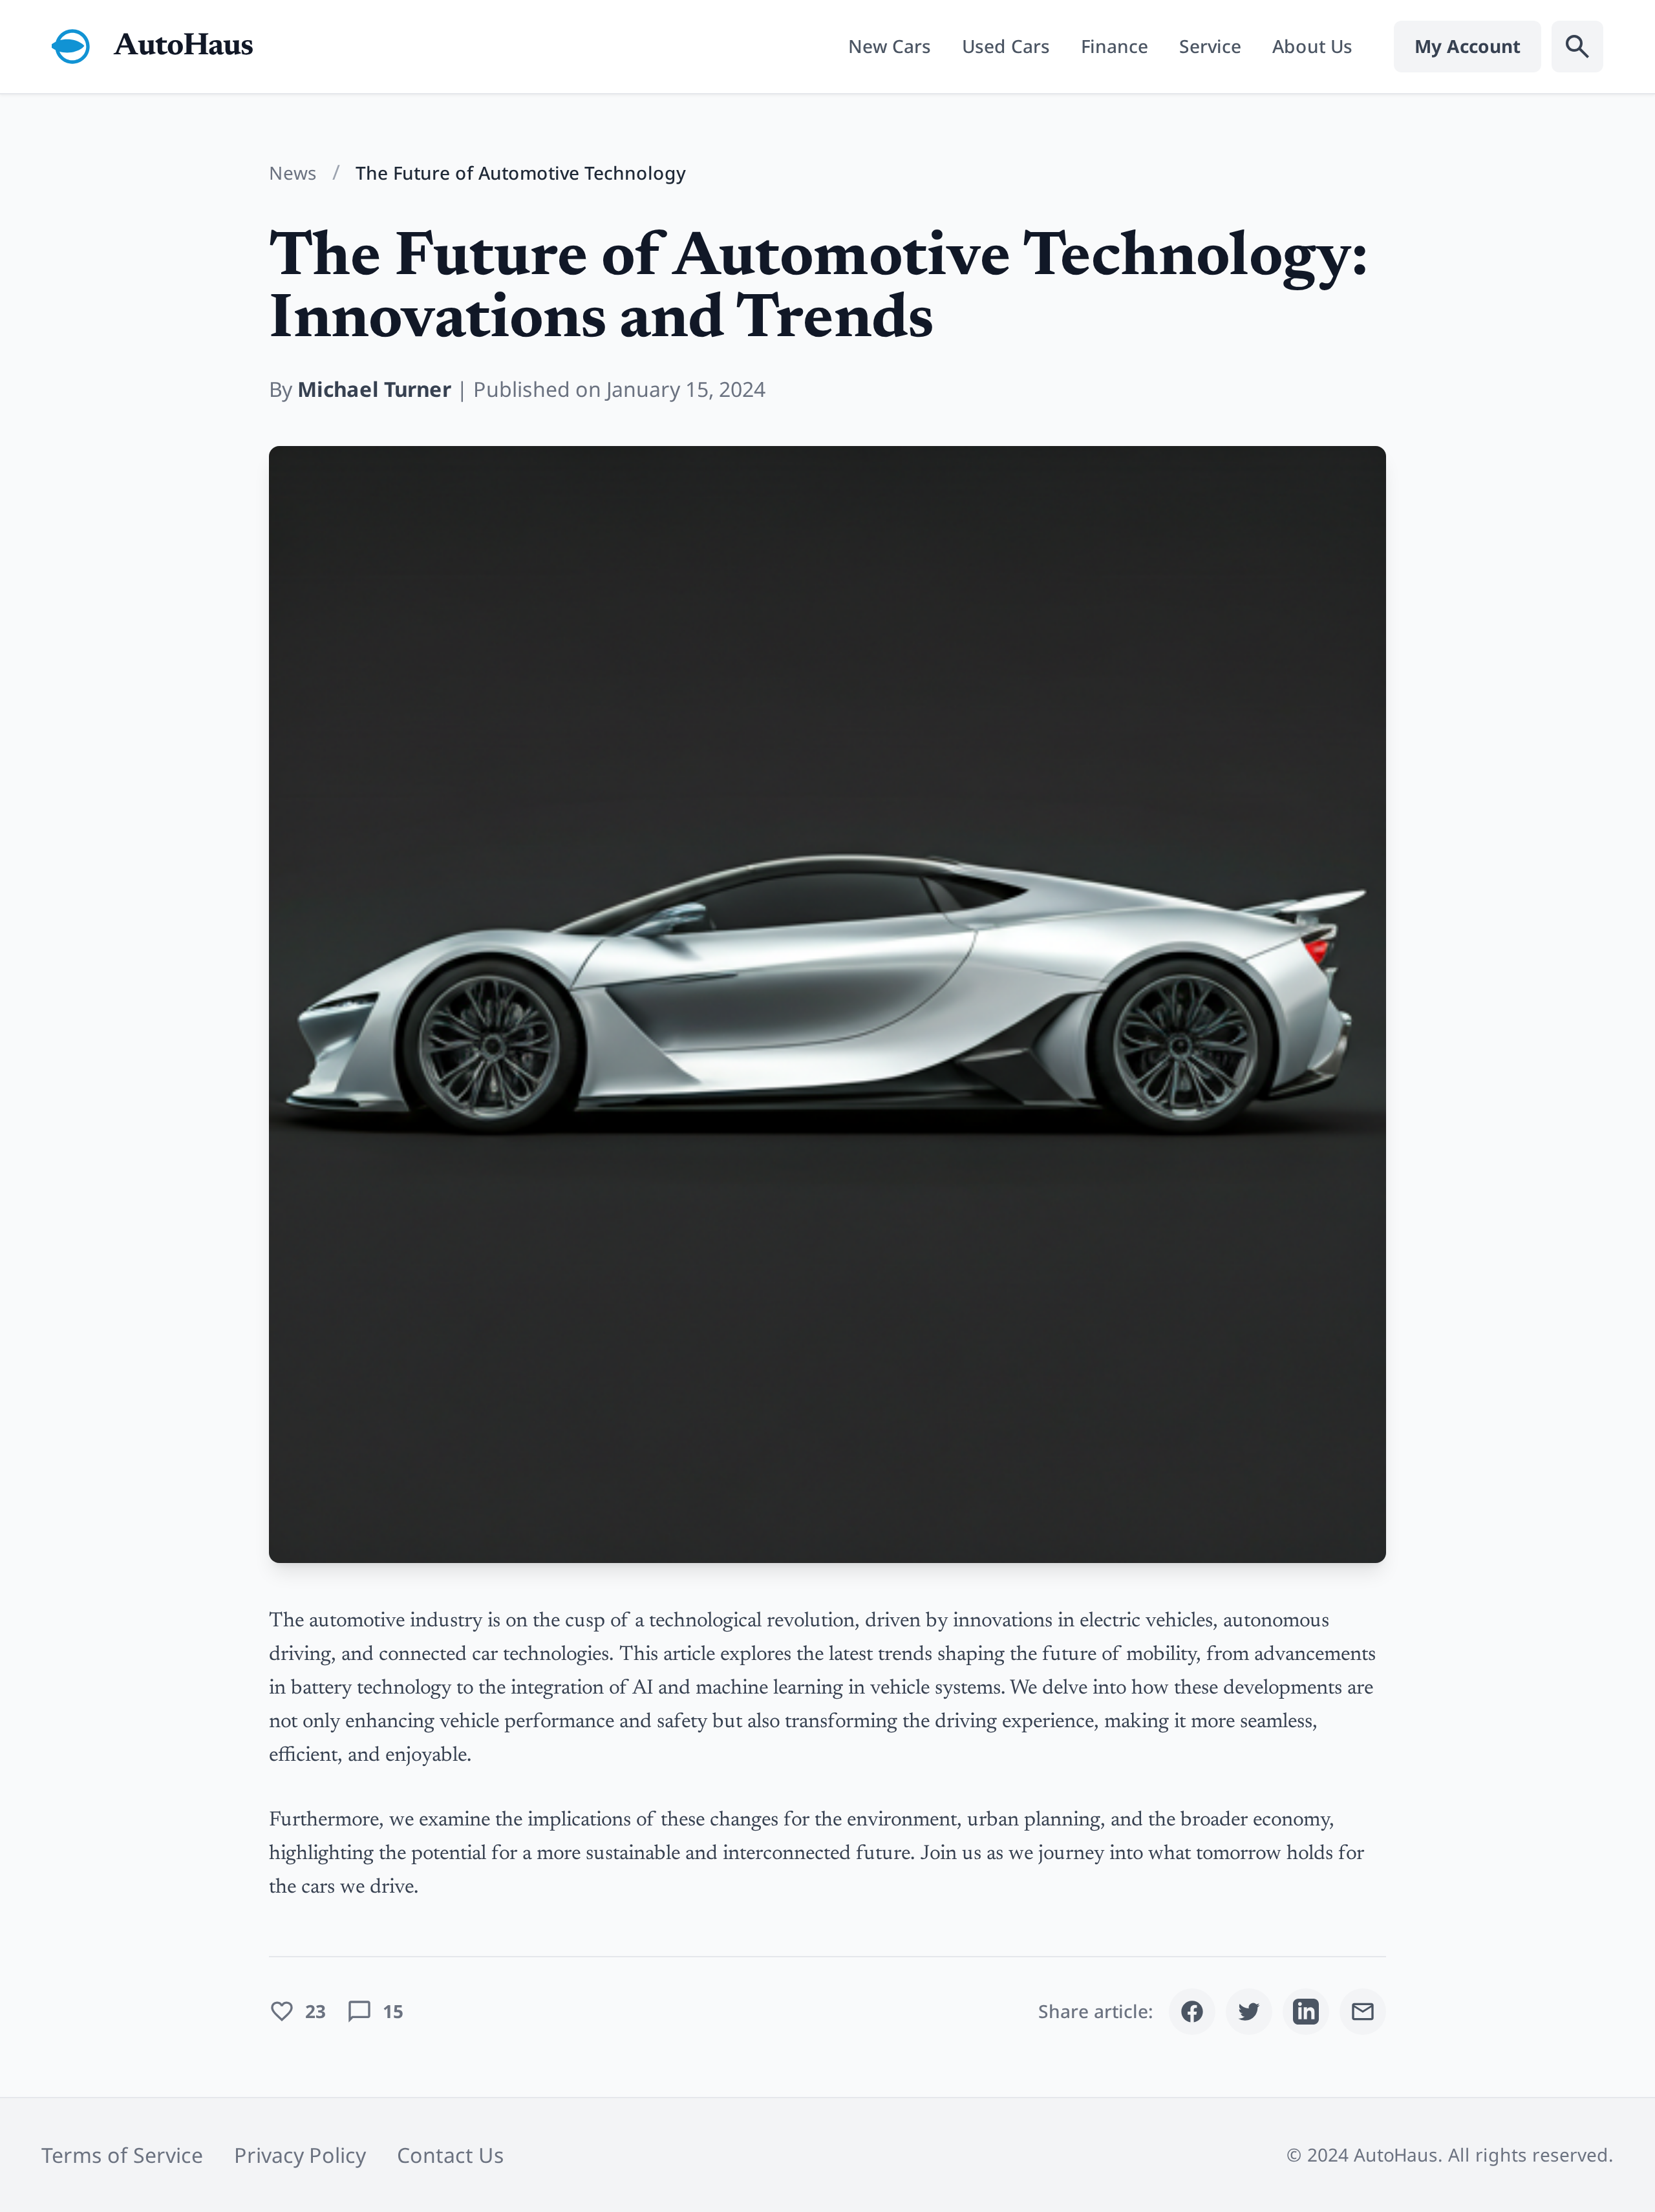 AutoHaus
New Cars Used Cars Finance Service About Us My Account
News / The Future of Automotive Technology
The Future of Automotive Technology:
Innovations and Trends
By Michael Turner | Published on January 15, 2024
The automotive industry is on the cusp of a technological revolution, driven by innovations in electric vehicles, autonomous
driving, and connected car technologies. This article explores the latest trends shaping the future of mobility, from advancements
in battery technology to the integration of AI and machine learning in vehicle systems. We delve into how these developments are
not only enhancing vehicle performance and safety but also transforming the driving experience, making it more seamless,
efficient, and enjoyable.
Furthermore, we examine the implications of these changes for the environment, urban planning, and the broader economy,
highlighting the potential for a more sustainable and interconnected future. Join us as we journey into what tomorrow holds for
the cars we drive.
23 15 Share article: in
Terms of Service Privacy Policy Contact Us © 2024 AutoHaus. All rights reserved.